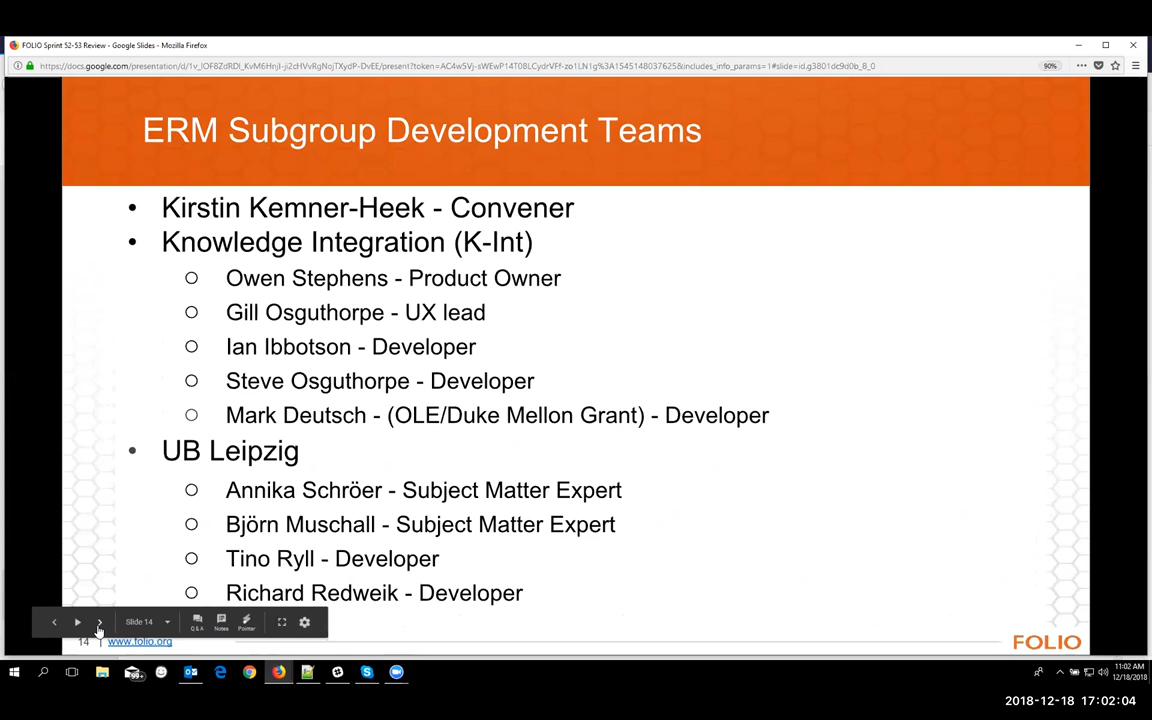 FOLIO Sprint 52-53 Review - Google Slides - Mozilla Firefox
90%
ERM Subgroup Development Teams
• Kirstin Kemner-Heek - Convener
• Knowledge Integration (K-Int)
○ Owen Stephens - Product Owner
○ Gill Osguthorpe - UX lead
○ Ian Ibbotson - Developer
○ Steve Osguthorpe - Developer
○ Mark Deutsch - (OLE/Duke Mellon Grant) - Developer
• UB Leipzig
○ Annika Schröer - Subject Matter Expert
○ Björn Muschall - Subject Matter Expert
○ Tino Ryll - Developer
○ Richard Redweik - Developer
Slide 14
Q&A Notes Pointer
14 | www.folio.org
FOLIO
99+
11:02 AM
12/18/2018
2018-12-18 17:02:04